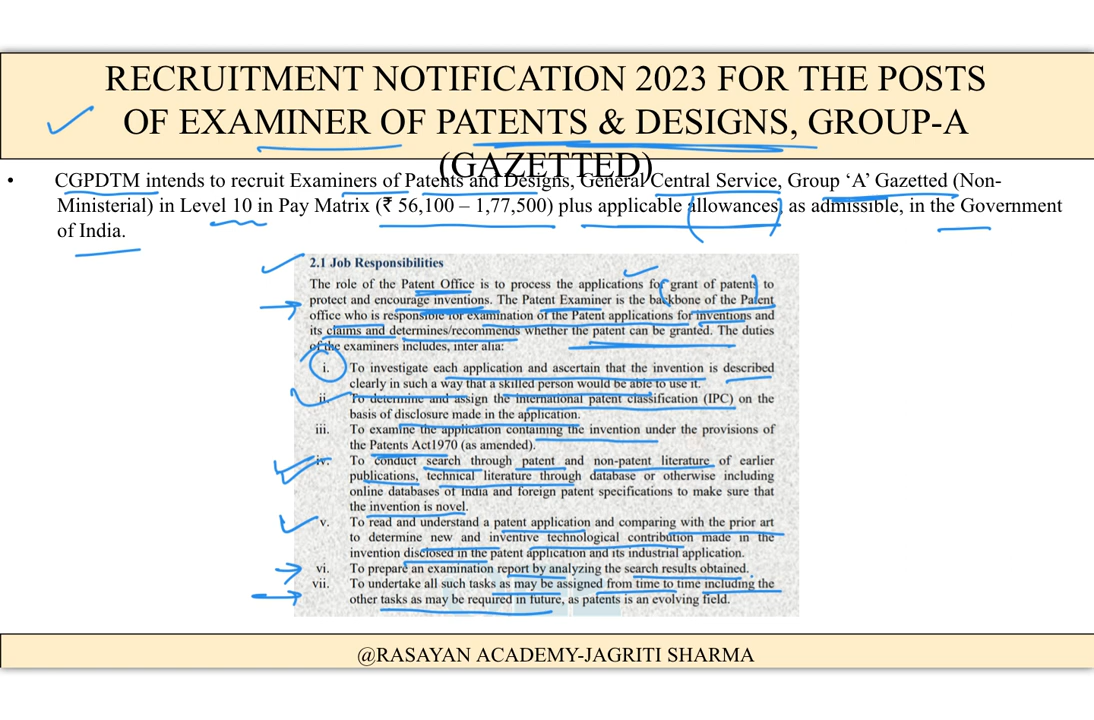 RECRUITMENT NOTIFICATION 2023 FOR THE POSTS
OF EXAMINER OF PATENTS & DESIGNS, GROUP-A
(GAZETTED)
• CGPDTM intends to recruit Examiners of Patents and Designs, General Central Service, Group ‘A’ Gazetted (Non-
Ministerial) in Level 10 in Pay Matrix (₹ 56,100 – 1,77,500) plus applicable allowances, as admissible, in the Government
of India.
2.1 Job Responsibilities
The role of the Patent Office is to process the applications for grant of patents to
protect and encourage inventions. The Patent Examiner is the backbone of the Patent
office who is responsible for examination of the Patent applications for inventions and
its claims and determines/recommends whether the patent can be granted. The duties
of the examiners includes, inter alia:
i. To investigate each application and ascertain that the invention is described
clearly in such a way that a skilled person would be able to use it.
ii. To determine and assign the international patent classification (IPC) on the
basis of disclosure made in the application.
iii. To examine the application containing the invention under the provisions of
the Patents Act1970 (as amended).
iv. To conduct search through patent and non-patent literature of earlier
publications, technical literature through database or otherwise including
online databases of India and foreign patent specifications to make sure that
the invention is novel.
v. To read and understand a patent application and comparing with the prior art
to determine new and inventive technological contribution made in the
invention disclosed in the patent application and its industrial application.
vi. To prepare an examination report by analyzing the search results obtained.
vii. To undertake all such tasks as may be assigned from time to time including the
other tasks as may be required in future, as patents is an evolving field.
@RASAYAN ACADEMY-JAGRITI SHARMA